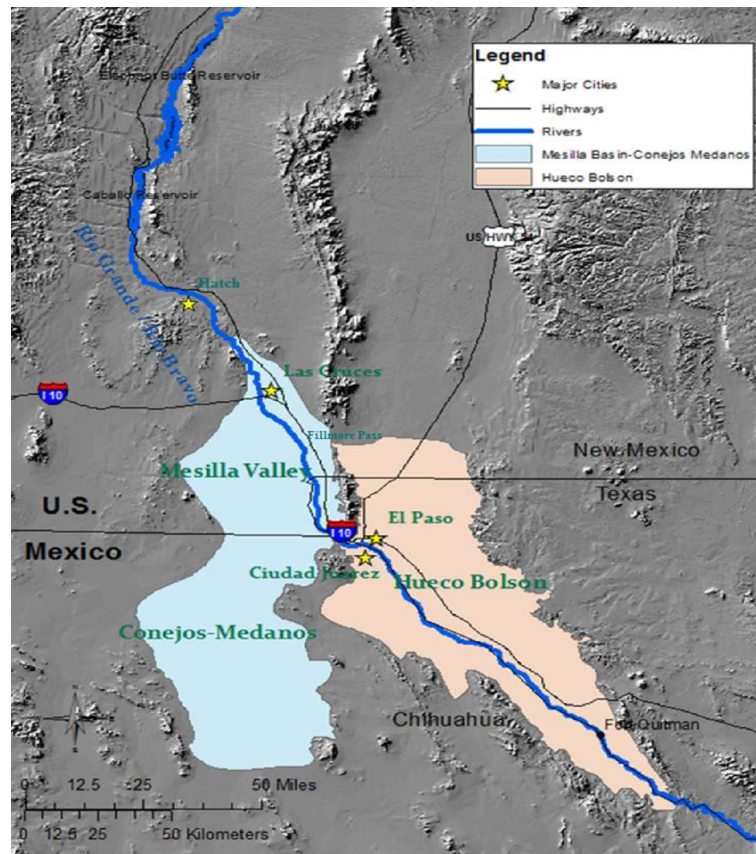 Legend
Major Cities
Highways
Rivers
Mesilla Basin-Conejos Medanos
Hueco Bolson
Elephant Butte Reservoir
Caballo Reservoir
US HWY 54
Rio Grande / Rio Bravo
Hatch
Las Cruces
I 10
Fillmore Pass
New Mexico
Mesilla Valley
Texas
U.S.
El Paso
I 10
Mexico
Ciudad Juarez
Hueco Bolson
Conejos-Medanos
Chihuahua
Fort Quitman
0 12.5 25 50 Miles
0 12.5 25 50 Kilometers